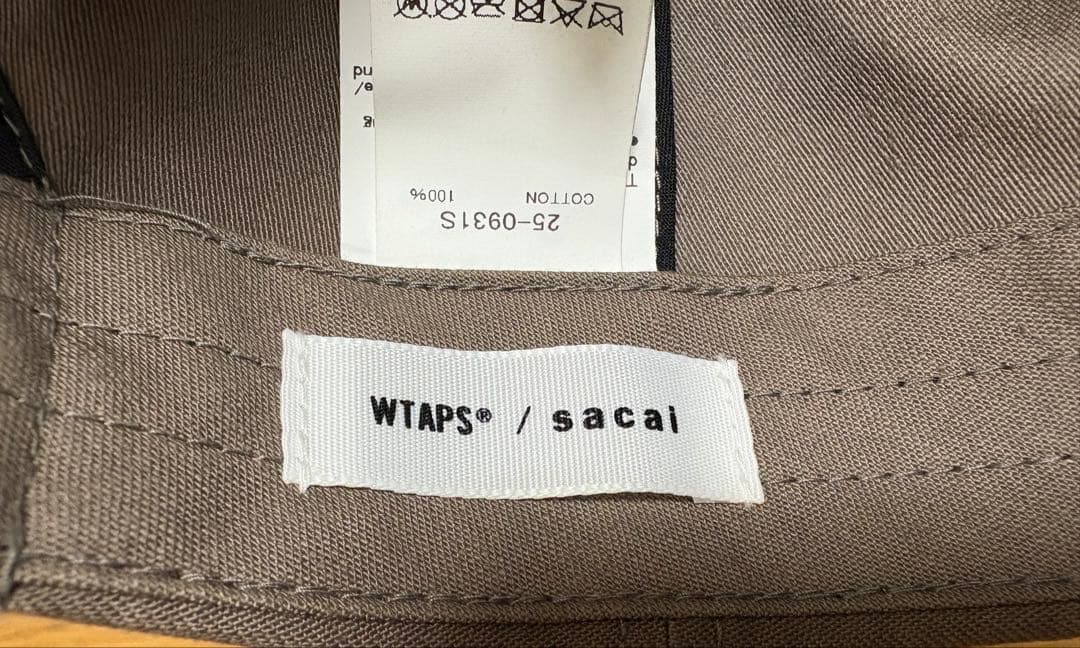 WTAPS® / sacai
25-0931S
COTTON 100%